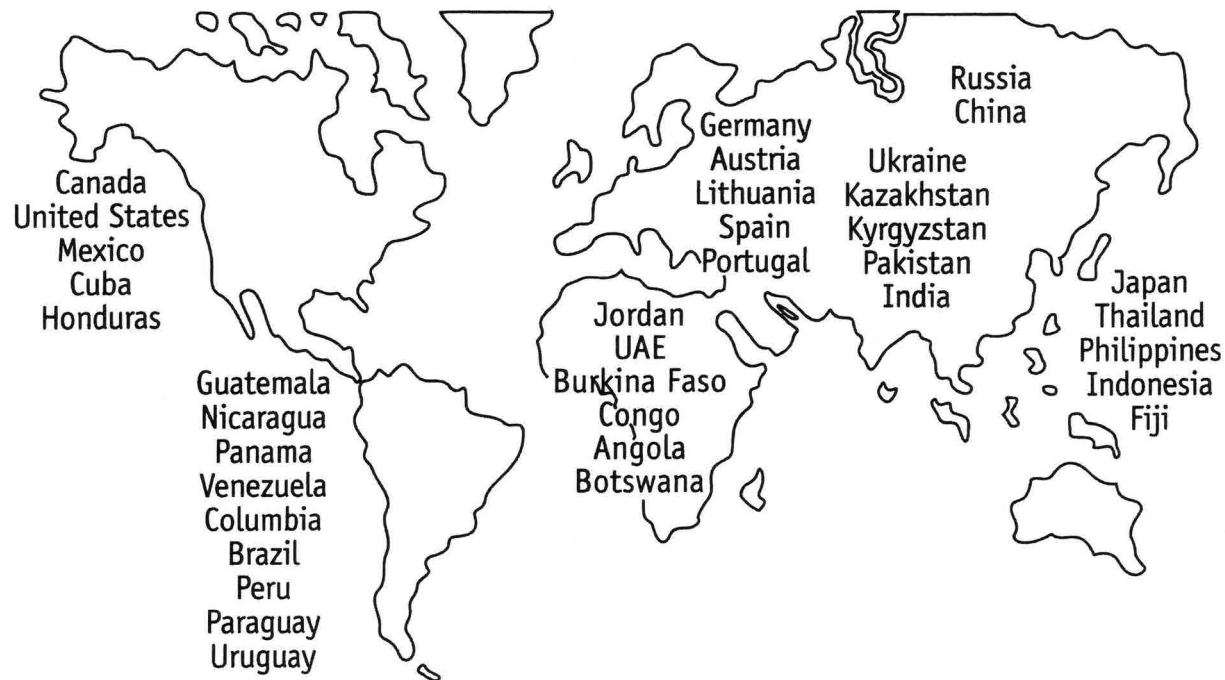 Canada
United States
Mexico
Cuba
Honduras
Guatemala
Nicaragua
Panama
Venezuela
Columbia
Brazil
Peru
Paraguay
Uruguay
Germany
Austria
Lithuania
Spain
Portugal
Jordan
UAE
Burkina Faso
Congo
Angola
Botswana
Russia
China
Ukraine
Kazakhstan
Kyrgyzstan
Pakistan
India
Japan
Thailand
Philippines
Indonesia
Fiji